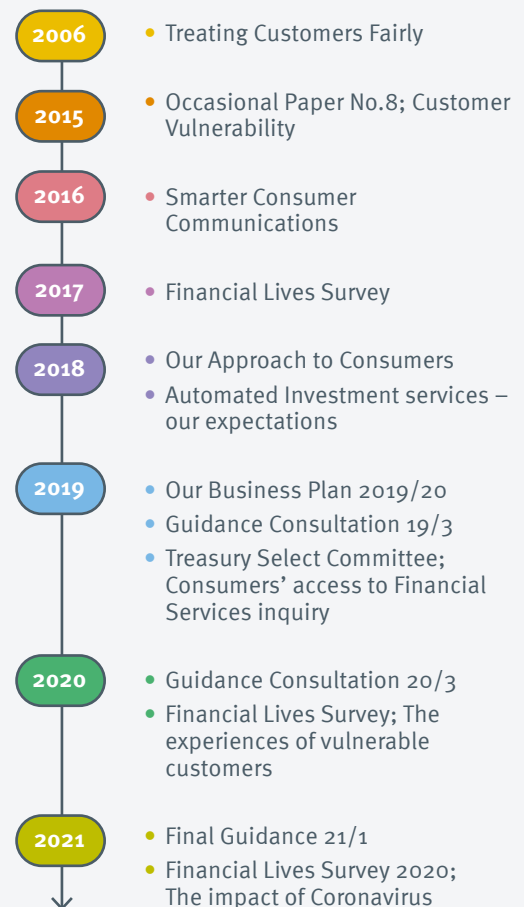 2006
• Treating Customers Fairly
2015
• Occasional Paper No.8; Customer
Vulnerability
2016
• Smarter Consumer
Communications
2017
• Financial Lives Survey
2018
• Our Approach to Consumers
• Automated Investment services –
our expectations
2019
• Our Business Plan 2019/20
• Guidance Consultation 19/3
• Treasury Select Committee;
Consumers’ access to Financial
Services inquiry
2020
• Guidance Consultation 20/3
• Financial Lives Survey; The
experiences of vulnerable
customers
2021
• Final Guidance 21/1
• Financial Lives Survey 2020;
The impact of Coronavirus